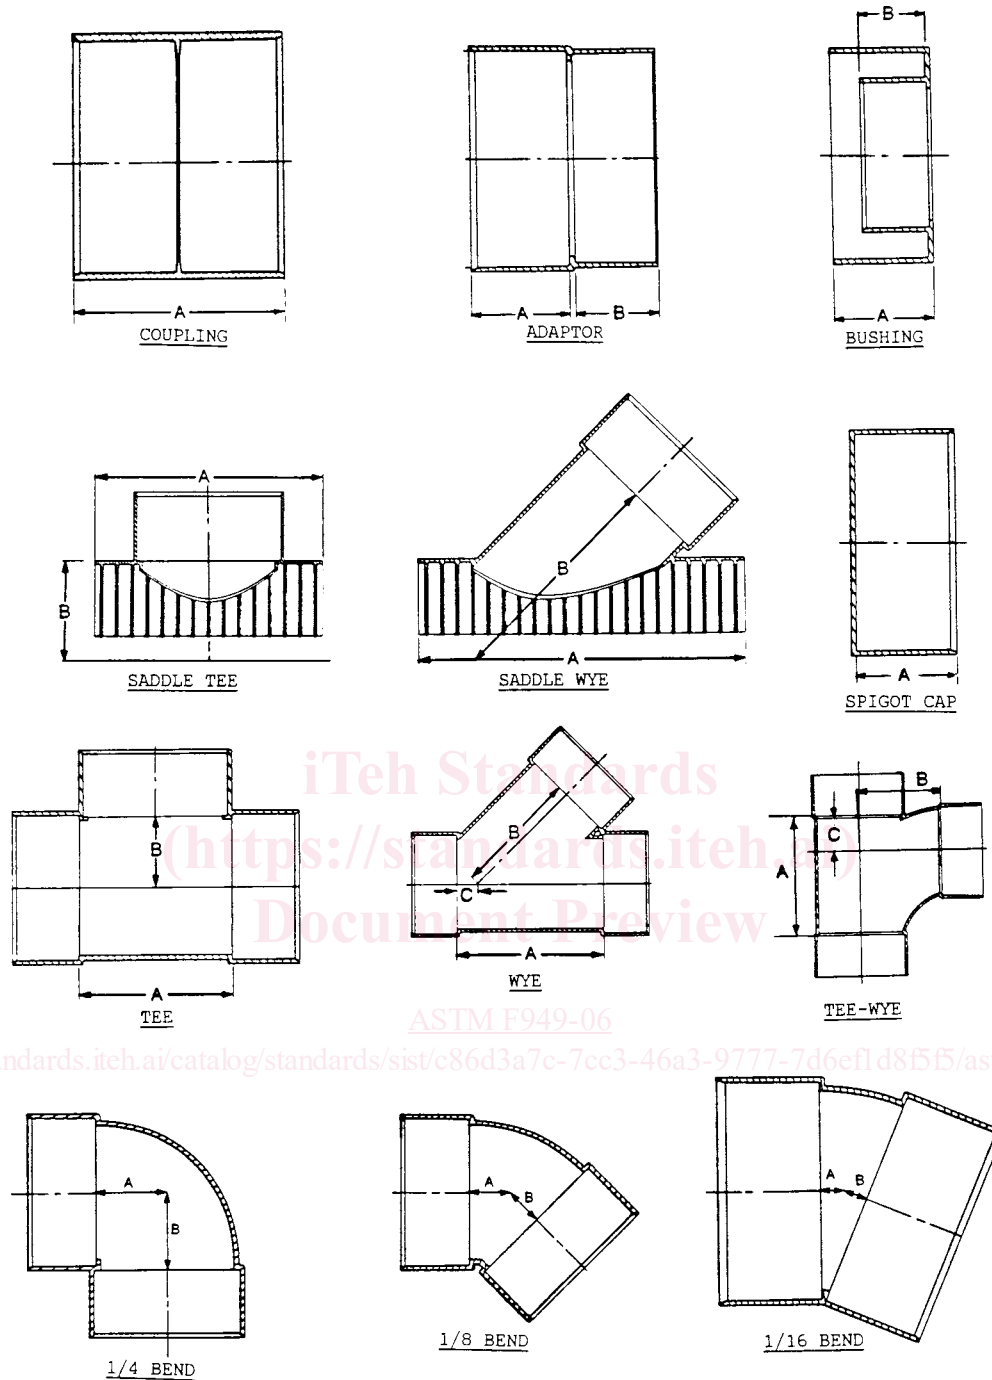 B
A
COUPLING
A
B
ADAPTOR
A
BUSHING
A
B
SADDLE TEE
B
A
SADDLE WYE
A
SPIGOT CAP
iTeh Standards
(https://standards.iteh.ai)
Document Preview
B
A
TEE
B
C
A
WYE
B
C
A
TEE-WYE
ASTM F949-06
ndards.iteh.ai/catalog/standards/sist/c86d3a7c-7cc3-46a3-9777-7d6ef1d8f5f5/as
A
B
1/4 BEND
A
B
1/8 BEND
A
B
1/16 BEND